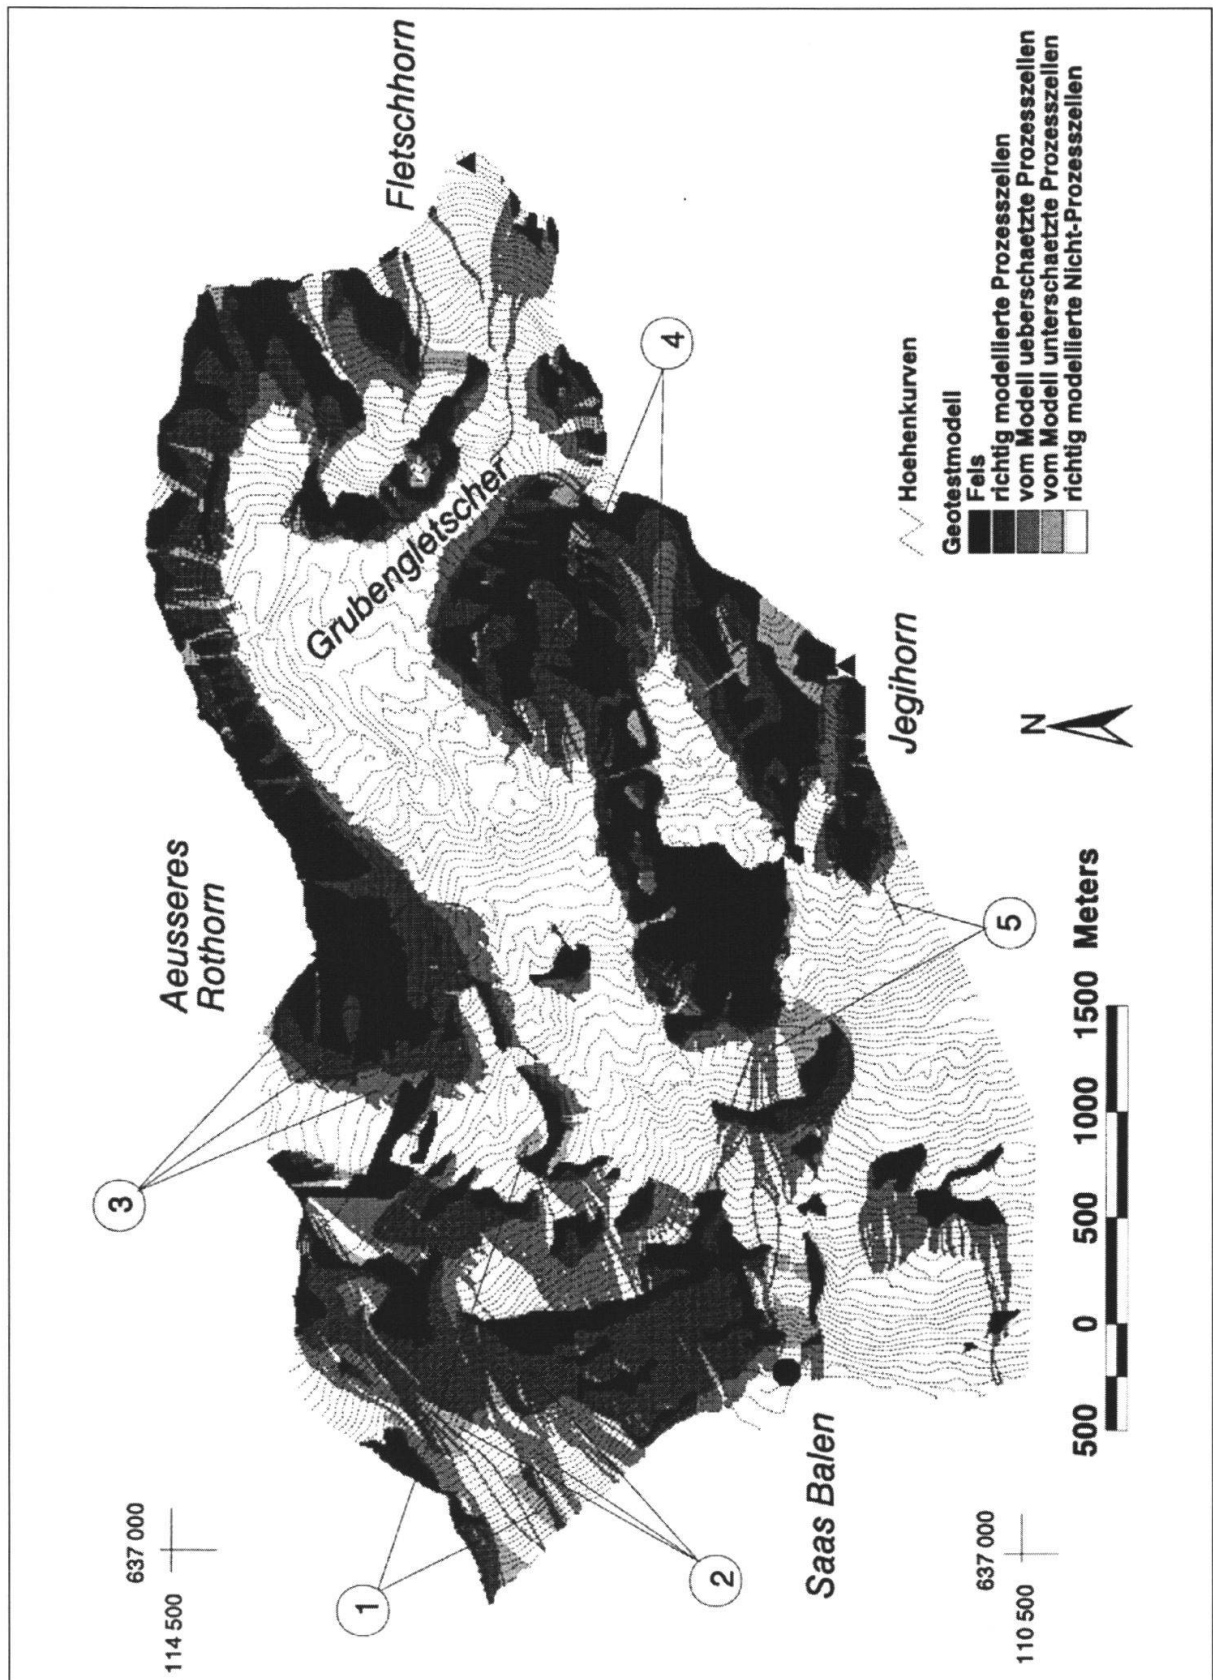 Fletschhorn
Aeusseres
Rothorn
Grubengletscher
Jegihorn
Saas Balen
1
2
3
4
5
N
Hoehenkurven
Geotestmodell
Fels
richtig modellierte Prozesszellen
vom Modell ueberschaetzte Prozesszellen
vom Modell unterschaetzte Prozesszellen
richtig modellierte Nicht-Prozesszellen
500 0 500 1000 1500 Meters
637 000
114 500
637 000
110 500